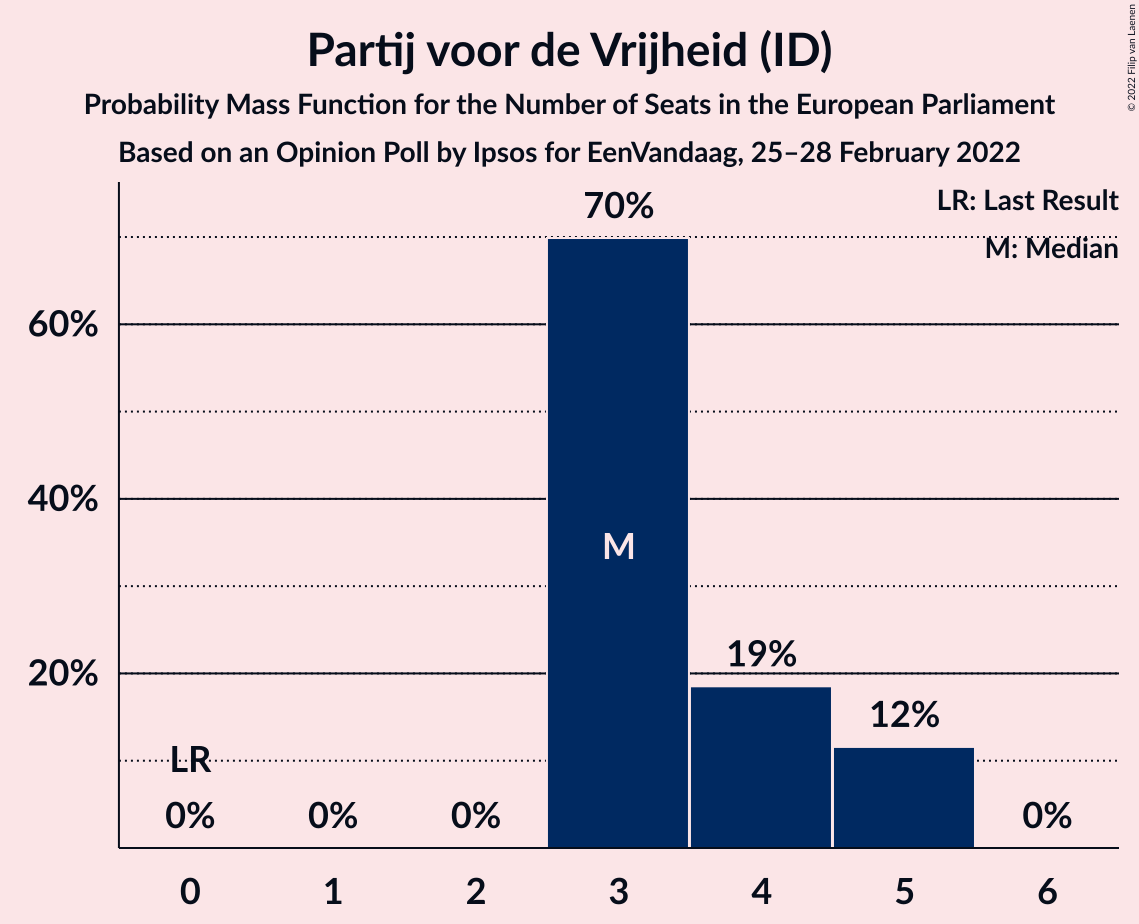 Partij voor de Vrijheid (ID)
Probability Mass Function for the Number of Seats in the European Parliament
Based on an Opinion Poll by Ipsos for EenVandaag, 25–28 February 2022
© 2022 Filip van Laenen
LR: Last Result
M: Median
70%
60%
40%
M
20%
19%
12%
LR
0% 0% 0% 0%
0 1 2 3 4 5 6